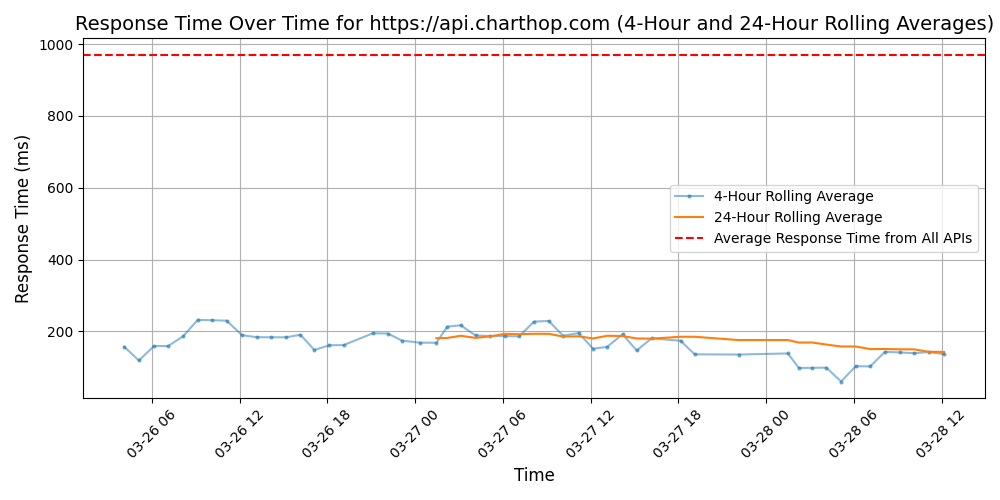 Response Time Over Time for https://api.charthop.com (4-Hour and 24-Hour Rolling Averages)
Response Time (ms)
1000
800
600
400
200
4-Hour Rolling Average
24-Hour Rolling Average
Average Response Time from All APIs
03-26 06
03-26 12
03-26 18
03-27 00
03-27 06
03-27 12
03-27 18
03-28 00
03-28 06
03-28 12
Time